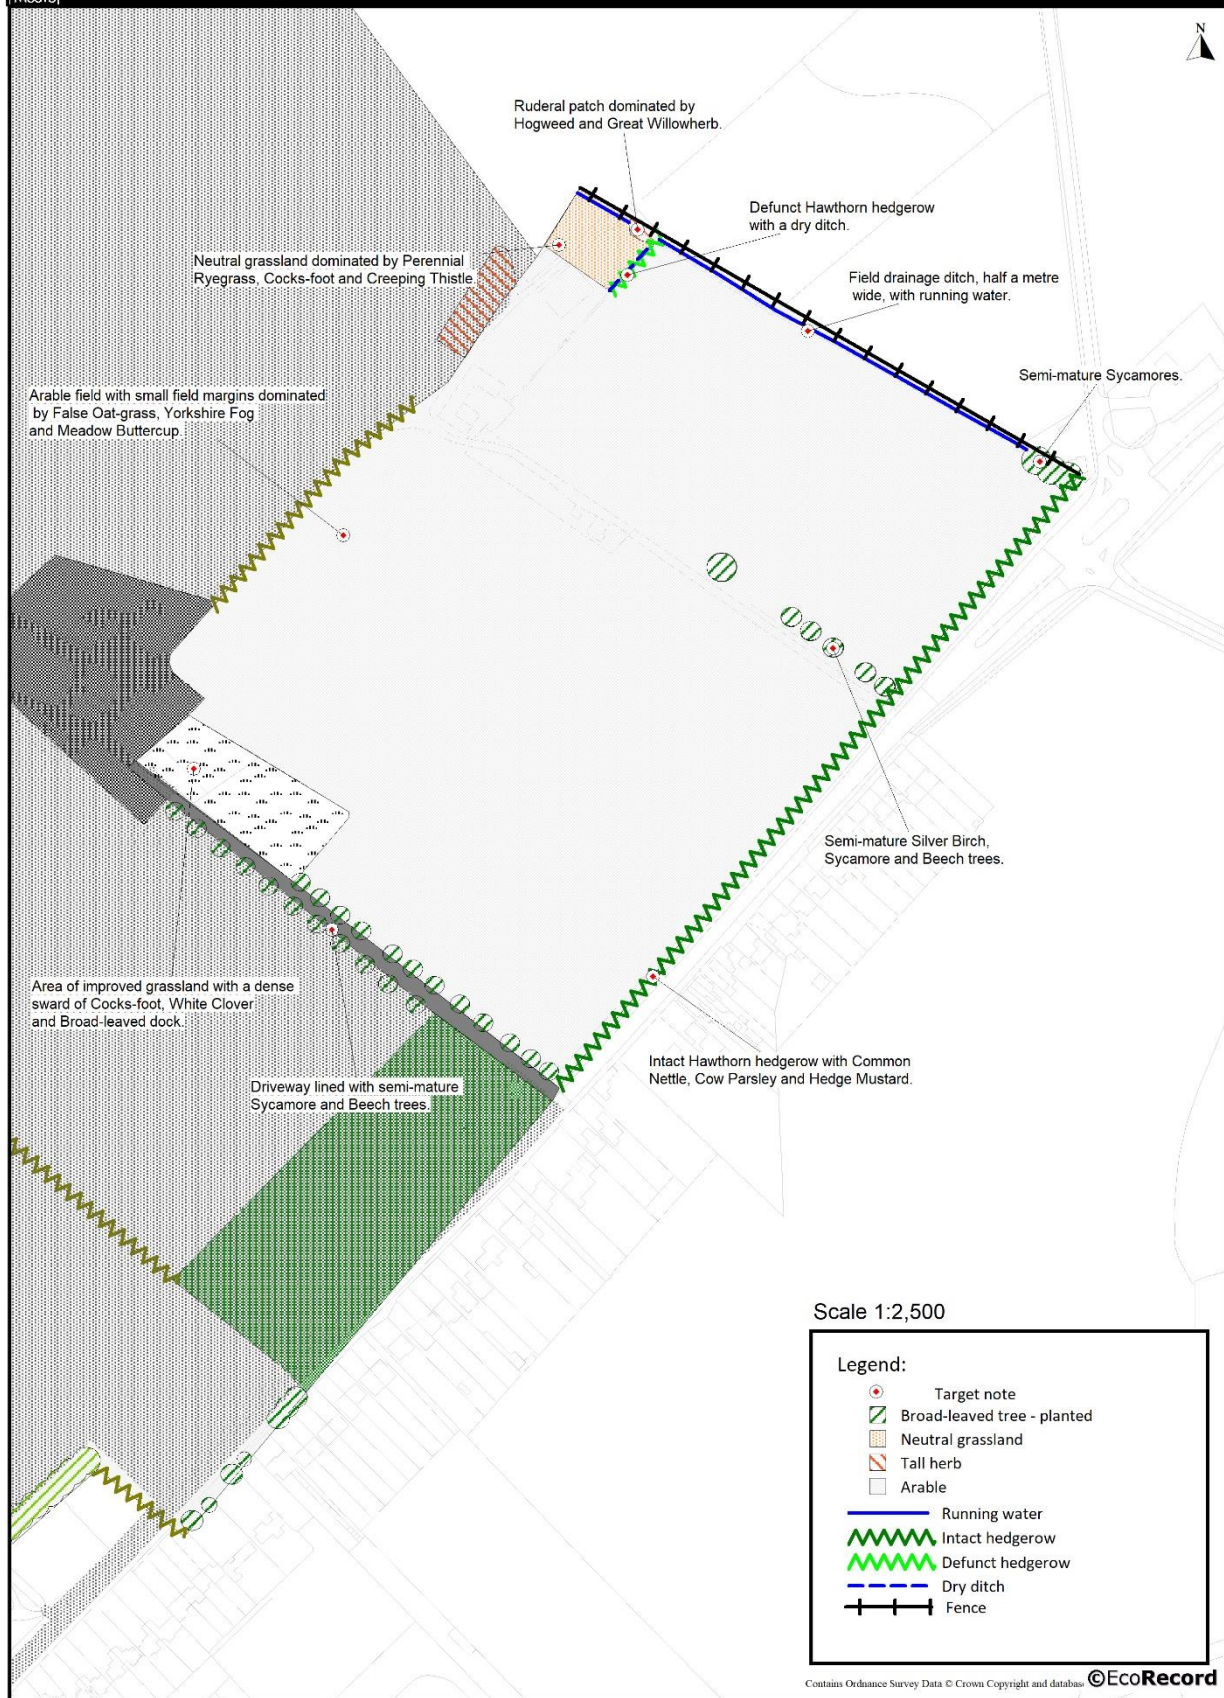 N
Ruderal patch dominated by
Hogweed and Great Willowherb.
Defunct Hawthorn hedgerow
with a dry ditch.
Neutral grassland dominated by Perennial
Ryegrass, Cocks-foot and Creeping Thistle.
Field drainage ditch, half a metre
wide, with running water.
Semi-mature Sycamores.
Arable field with small field margins dominated
by False Oat-grass, Yorkshire Fog
and Meadow Buttercup.
Semi-mature Silver Birch,
Sycamore and Beech trees.
Area of improved grassland with a dense
sward of Cocks-foot, White Clover
and Broad-leaved dock.
Driveway lined with semi-mature
Sycamore and Beech trees.
Intact Hawthorn hedgerow with Common
Nettle, Cow Parsley and Hedge Mustard.
Scale 1:2,500
Legend:
Target note
Broad-leaved tree - planted
Neutral grassland
Tall herb
Arable
Running water
Intact hedgerow
Defunct hedgerow
Dry ditch
Fence
Contains Ordnance Survey Data © Crown Copyright and databas
©EcoRecord